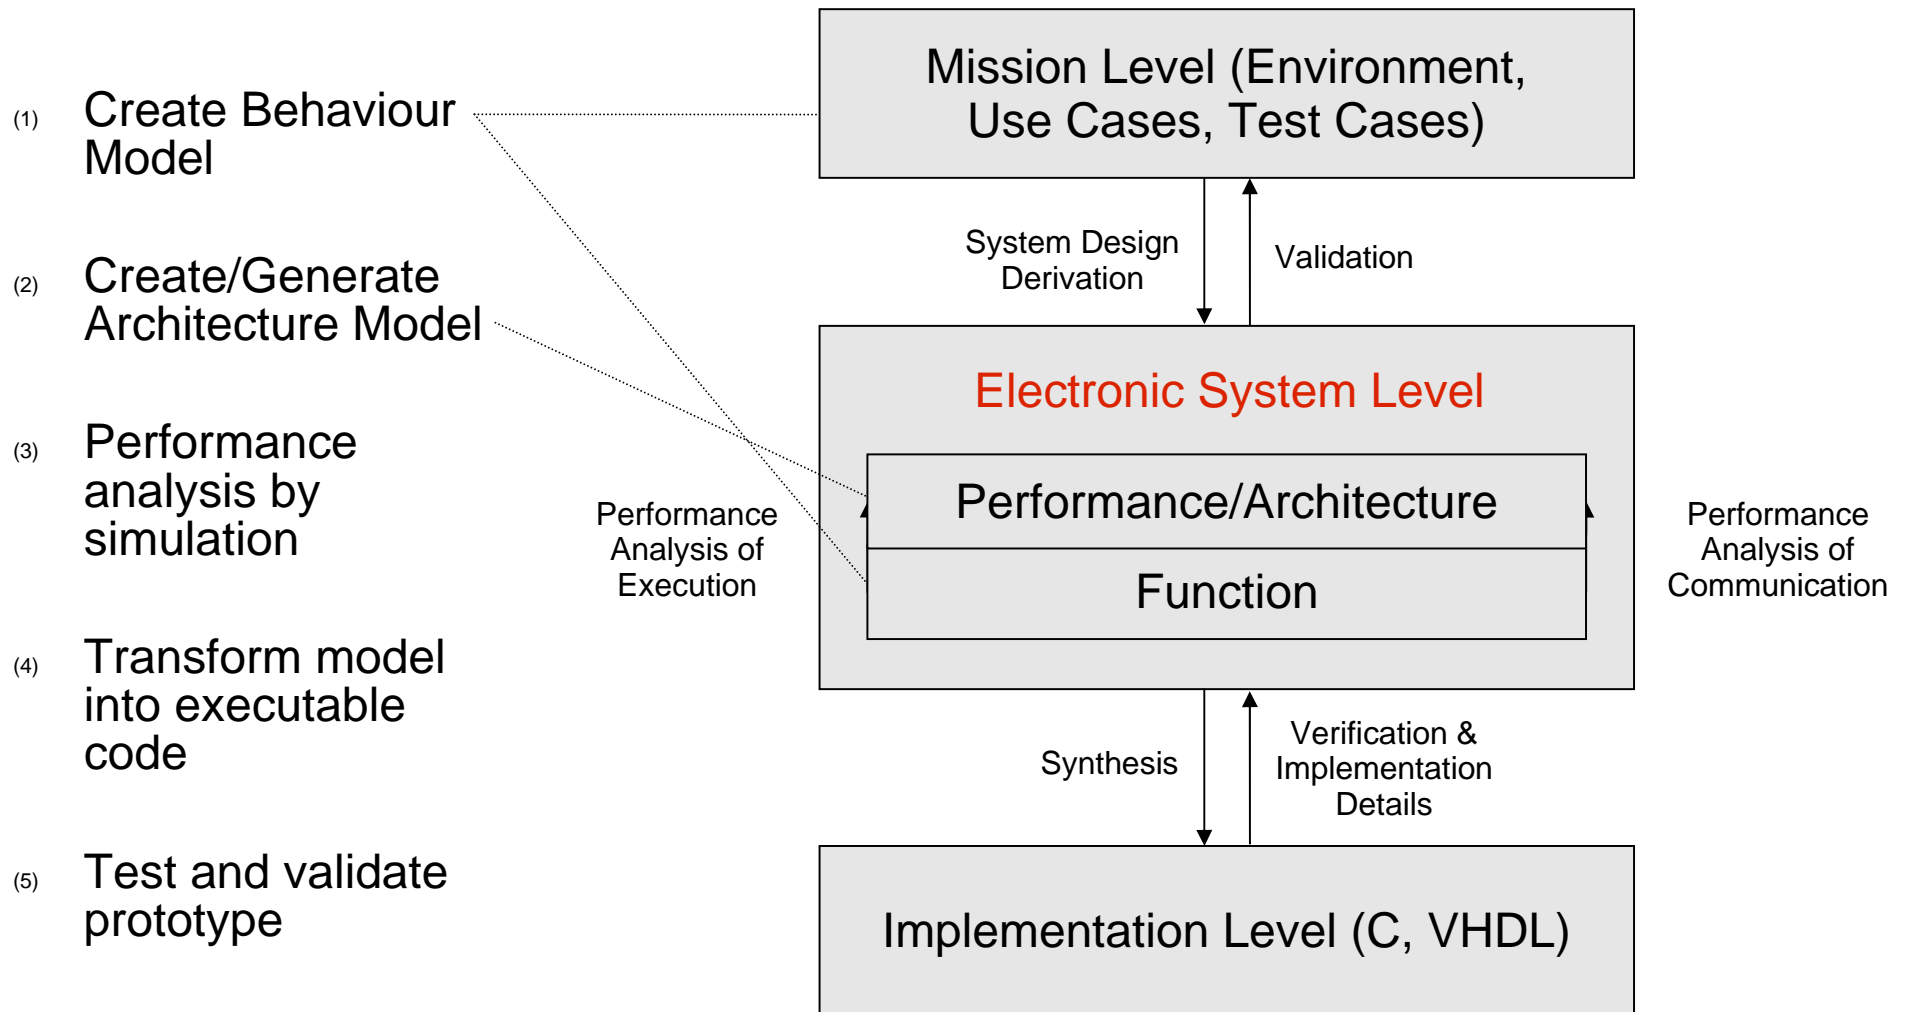 (1) Create Behaviour
Model
(2) Create/Generate
Architecture Model
(3) Performance
analysis by
simulation
(4) Transform model
into executable
code
(5) Test and validate
prototype
Mission Level (Environment,
Use Cases, Test Cases)
System Design
Derivation
Validation
Electronic System Level
Performance/Architecture
Function
Performance
Analysis of
Execution
Performance
Analysis of
Communication
Synthesis
Verification &
Implementation
Details
Implementation Level (C, VHDL)